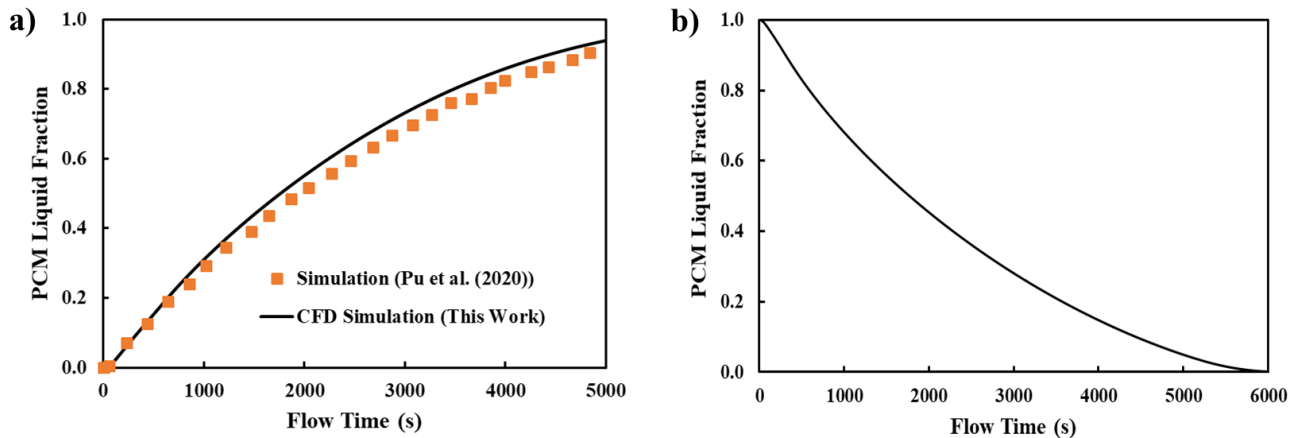 a)
1.0
0.8
0.6
0.4
0.2
0.0
PCM Liquid Fraction
Simulation (Pu et al. (2020))
CFD Simulation (This Work)
0 1000 2000 3000 4000 5000
Flow Time (s)
b)
1.0
0.8
0.6
0.4
0.2
0.0
PCM Liquid Fraction
0 1000 2000 3000 4000 5000 6000
Flow Time (s)